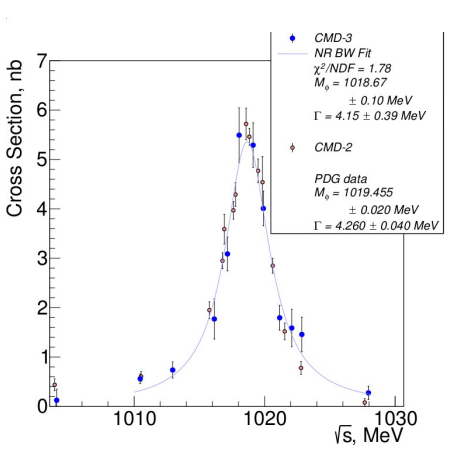 CMD-3
NR BW Fit
χ²/NDF = 1.78
Mϕ = 1018.67
± 0.10 MeV
Γ = 4.15 ± 0.39 MeV
CMD-2
PDG data
Mϕ = 1019.455
± 0.020 MeV
Γ = 4.260 ± 0.040 MeV
Cross Section, nb
7
6
5
4
3
2
1
0
1010 1020 1030
√s, MeV